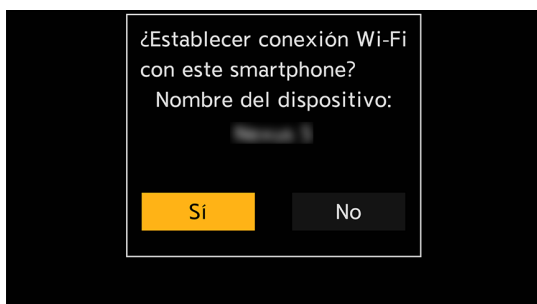 ¿Establecer conexión Wi-Fi
con este smartphone?
Nombre del dispositivo:
Sí
No